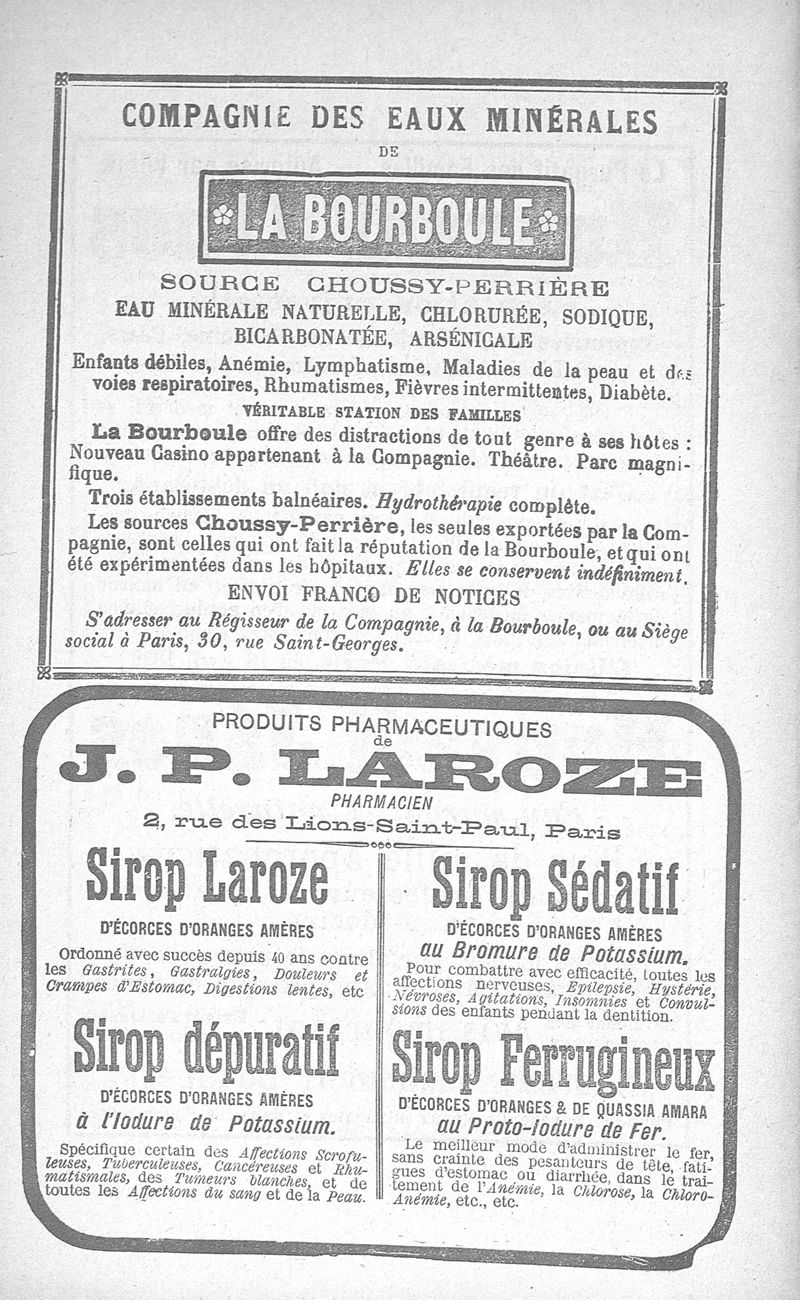 COMPAGNIE DES EAUX MINÉRALES
DE
LA BOURBOULE
SOURCE CHOUSSY-PERRIÈRE
EAU MINÉRALE NATURELLE, CHLORURÉE, SODIQUE,
BICARBONATÉE, ARSÉNICALE
Enfants débiles, Anémie, Lymphatisme, Maladies de la peau et des
voies respiratoires, Rhumatismes, Fièvres intermittentes, Diabète.
VÉRITABLE STATION DES FAMILLES
La Bourboule offre des distractions de tout genre à ses hôtes :
Nouveau Casino appartenant à la Compagnie. Théâtre. Parc magni-
fique.
Trois établissements balnéaires. Hydrothérapie complète.
Les sources Choussy-Perrière, les seules exportées par la Com-
pagnie, sont celles qui ont fait la réputation de la Bourboule, et qui ont
été expérimentées dans les hôpitaux. Elles se conservent indéfiniment.
ENVOI FRANCO DE NOTICES
S'adresser au Régisseur de la Compagnie, à la Bourboule, ou au Siège
social à Paris, 30, rue Saint-Georges.
PRODUITS PHARMACEUTIQUES
de
J. P. LAROZE
PHARMACIEN
2, rue des Lions-Saint-Paul, Paris
Sirop Laroze
D'ÉCORCES D'ORANGES AMÈRES
Ordonné avec succès depuis 40 ans contre
les Gastrites, Gastralgies, Douleurs et
Crampes d'Estomac, Digestions lentes, etc
Sirop dépuratif
D'ÉCORCES D'ORANGES AMÈRES
à l'Iodure de Potassium.
Spécifique certain des Affections Scrofu-
leuses, Tuberculeuses, Cancéreuses et Rhu-
matismales, des Tumeurs blanches, et de
toutes les Affections du sang et de la Peau.
Sirop Sédatif
D'ÉCORCES D'ORANGES AMÈRES
au Bromure de Potassium.
Pour combattre avec efficacité, toutes les
affections nerveuses, Epilepsie, Hystérie,
Névroses, Agitations, Insomnies et Convul-
sions des enfants pendant la dentition.
Sirop Ferrugineux
D'ÉCORCES D'ORANGES & DE QUASSIA AMARA
au Proto-Iodure de Fer.
Le meilleur mode d'administrer le fer,
sans crainte des pesanteurs de tête, fati-
gues d'estomac ou diarrhée, dans le trai-
tement de l'Anémie, la Chlorose, la Chloro-
Anémie, etc., etc.